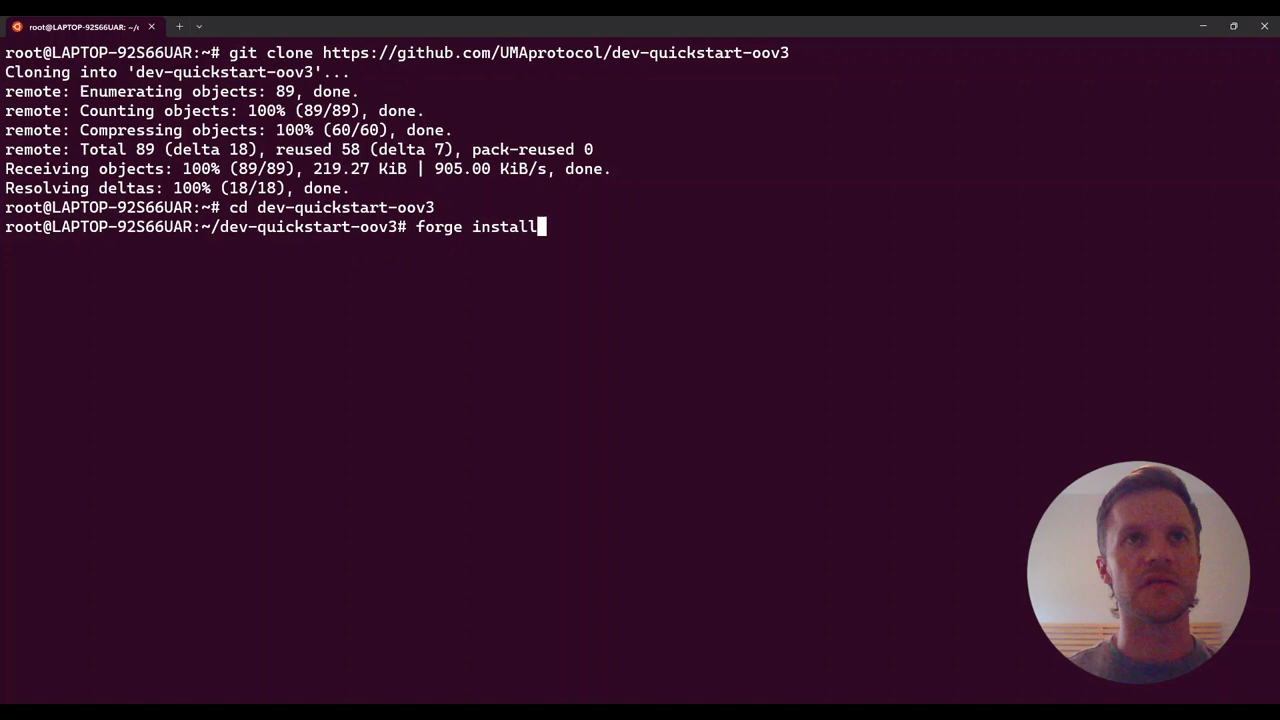 root@LAPTOP-92S66UAR: ~/
root@LAPTOP-92S66UAR:~# git clone https://github.com/UMAprotocol/dev-quickstart-oov3
Cloning into 'dev-quickstart-oov3'...
remote: Enumerating objects: 89, done.
remote: Counting objects: 100% (89/89), done.
remote: Compressing objects: 100% (60/60), done.
remote: Total 89 (delta 18), reused 58 (delta 7), pack-reused 0
Receiving objects: 100% (89/89), 219.27 KiB | 905.00 KiB/s, done.
Resolving deltas: 100% (18/18), done.
root@LAPTOP-92S66UAR:~# cd dev-quickstart-oov3
root@LAPTOP-92S66UAR:~/dev-quickstart-oov3# forge install